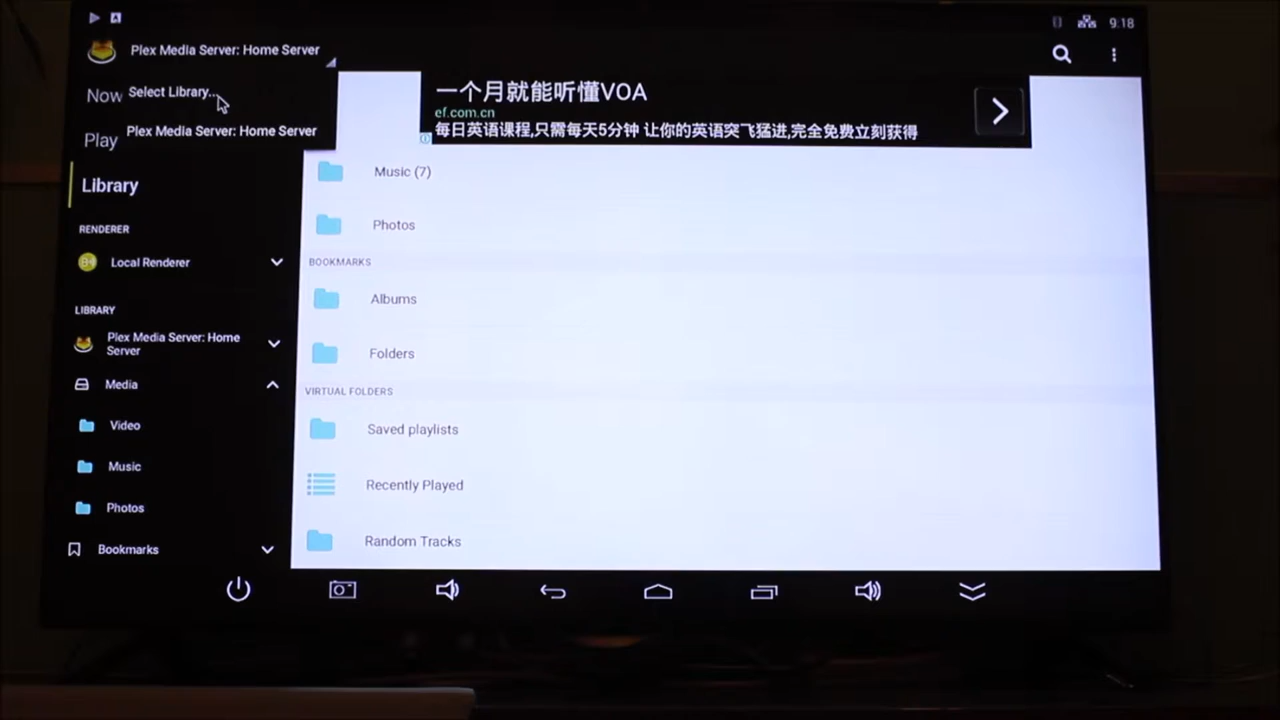 9:18
Plex Media Server: Home Server
Now
Select Library...
Play
Plex Media Server: Home Server
一个月就能听懂VOA
ef.com.cn
每日英语课程,只需每天5分钟 让你的英语突飞猛进,完全免费立刻获得
Library
RENDERER
Local Renderer
LIBRARY
Plex Media Server: Home
Server
Media
Video
Music
Photos
Bookmarks
Music (7)
Photos
BOOKMARKS
Albums
Folders
VIRTUAL FOLDERS
Saved playlists
Recently Played
Random Tracks